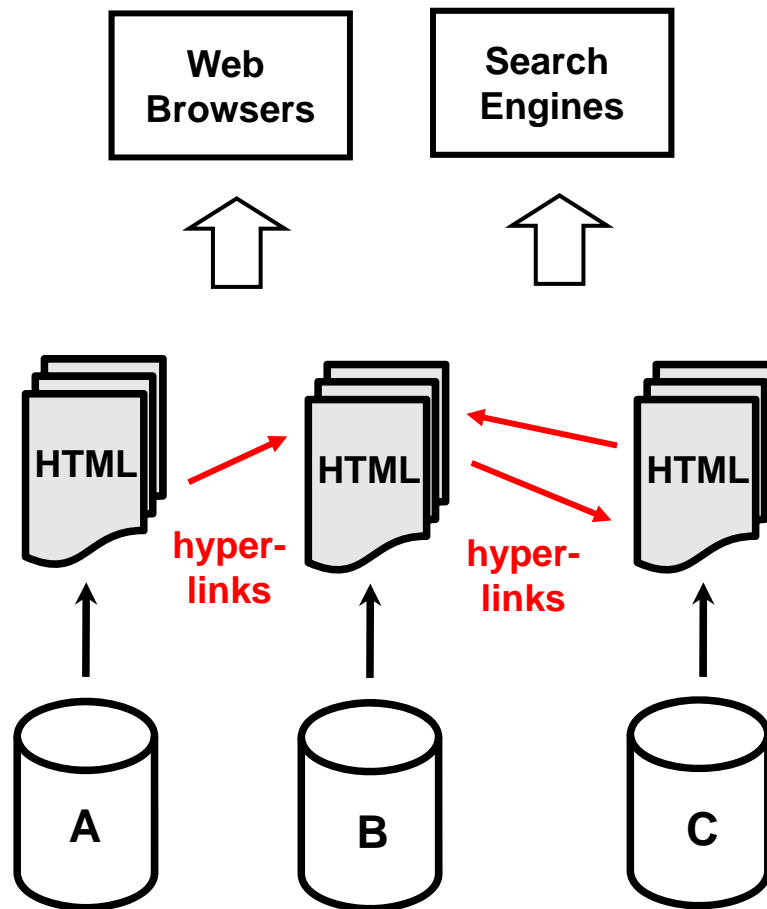 Web
Browsers
Search
Engines
HTML
HTML
HTML
hyper-
links
hyper-
links
A
B
C